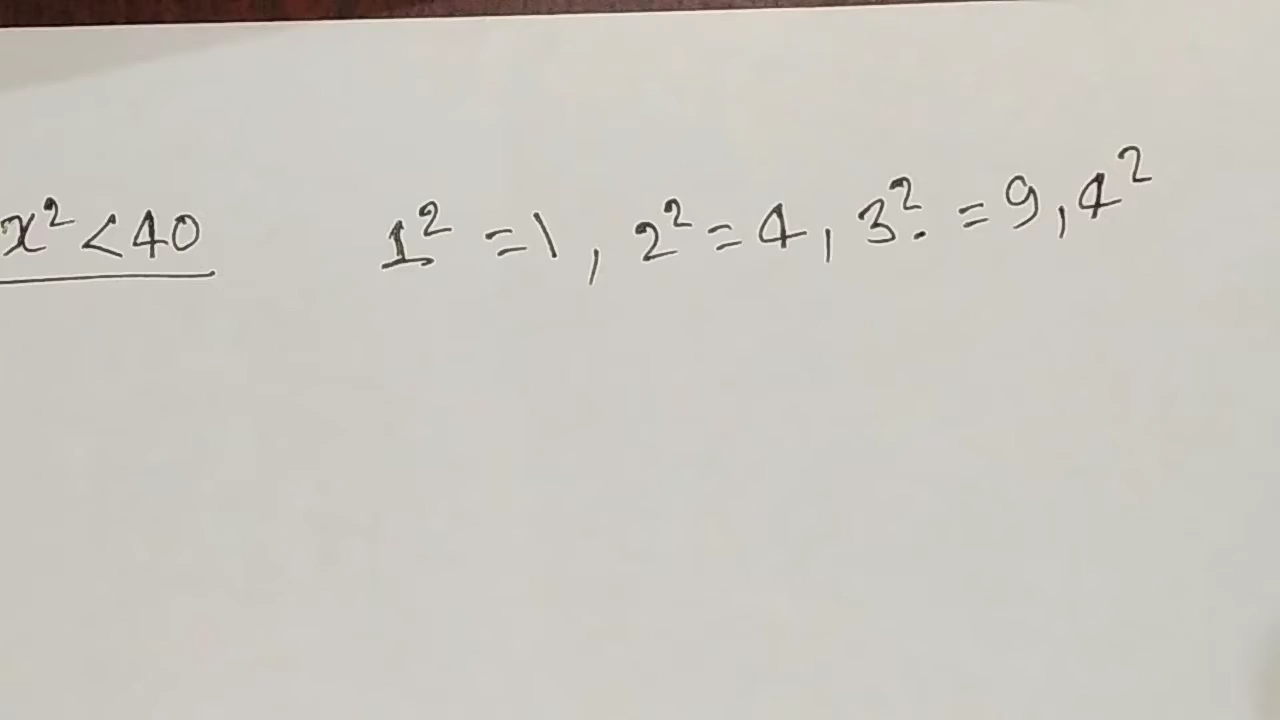 x² < 40 1² = 1, 2² = 4, 3². = 9, 4²